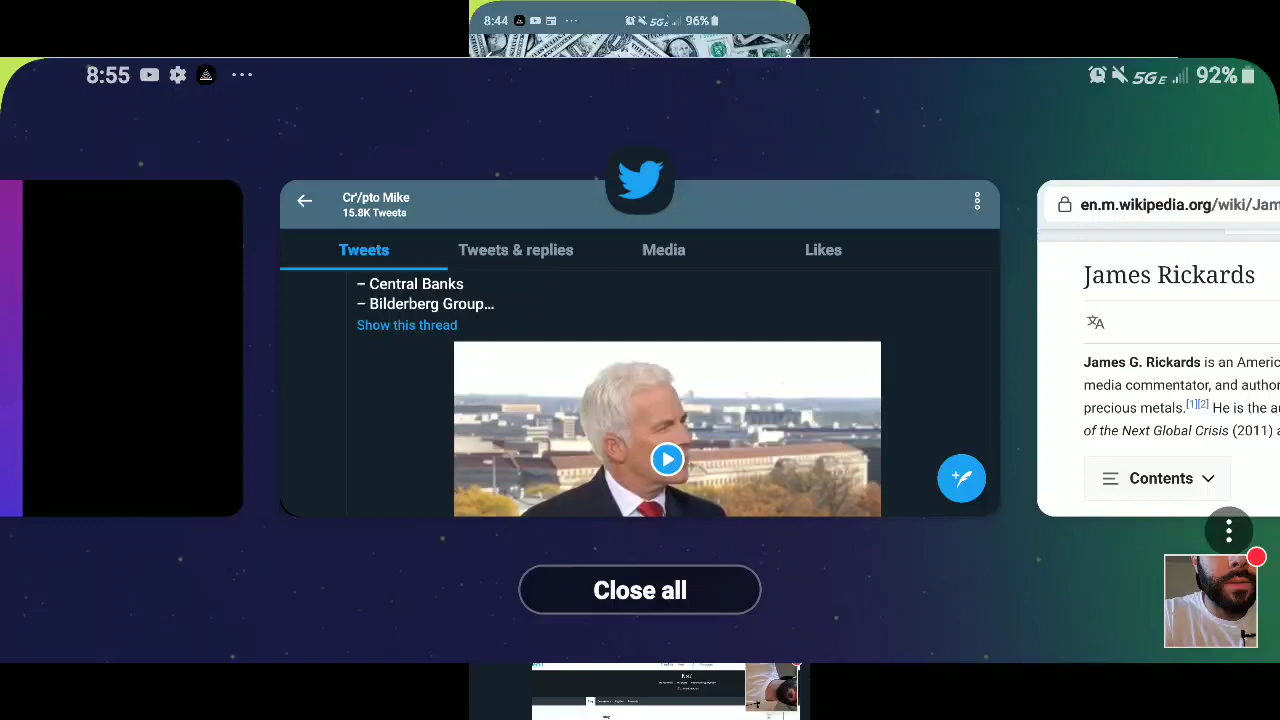 8:44 ... 5GE 96%
8:55 ... 5GE 92%
Cr/pto Mike
15.8K Tweets
Tweets Tweets & replies Media Likes
– Central Banks
– Bilderberg Group...
Show this thread
en.m.wikipedia.org/wiki/Jam
James Rickards
James G. Rickards is an Americ
media commentator, and author
precious metals.[1][2] He is the a
of the Next Global Crisis (2011) a
Contents
Close all